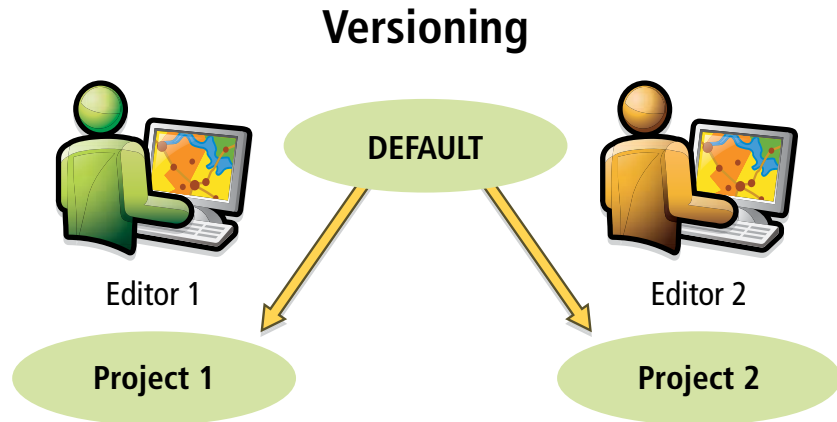 Versioning
DEFAULT
Editor 1
Editor 2
Project 1
Project 2